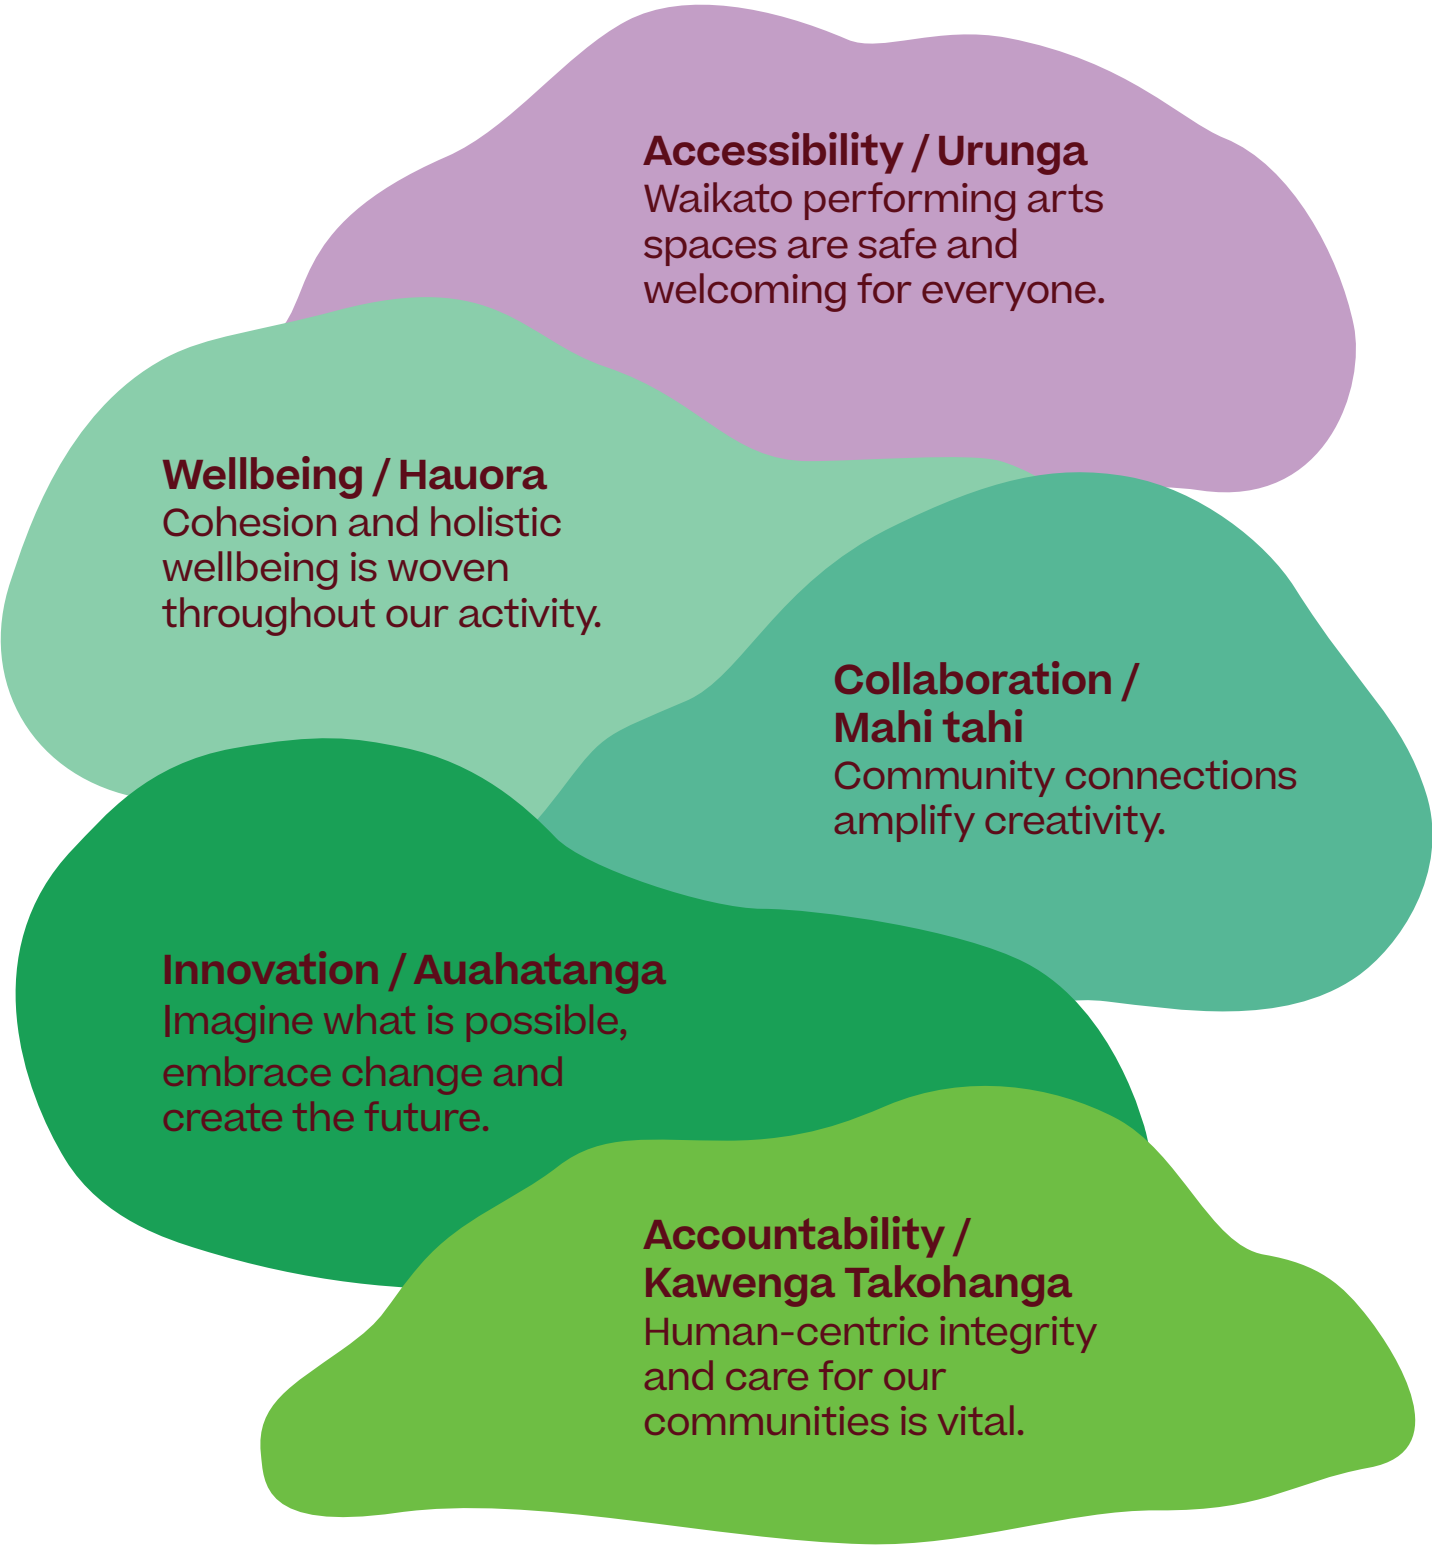 Accessibility / Urunga
Waikato performing arts
spaces are safe and
welcoming for everyone.
Wellbeing / Hauora
Cohesion and holistic
wellbeing is woven
throughout our activity.
Collaboration /
Mahi tahi
Community connections
amplify creativity.
Innovation / Auahatanga
Imagine what is possible,
embrace change and
create the future.
Accountability /
Kawenga Takohanga
Human-centric integrity
and care for our
communities is vital.